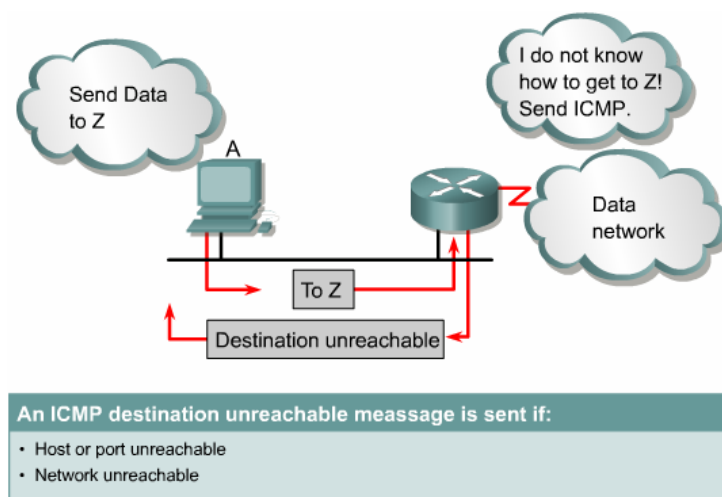 Send Data
to Z
I do not know
how to get to Z!
Send ICMP.
A
Data
network
To Z
Destination unreachable
An ICMP destination unreachable meassage is sent if:
• Host or port unreachable
• Network unreachable